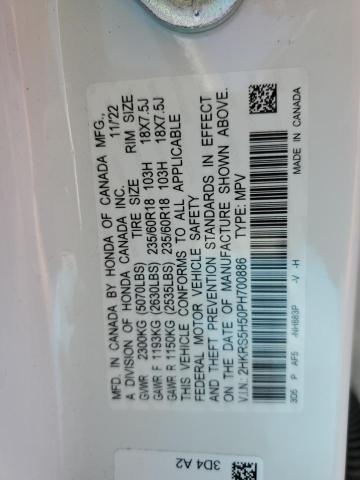 MFD. IN CANADA BY HONDA OF CANADA MFG.,
A DIVISION OF HONDA CANADA INC. 11/22
TIRE SIZE RIM SIZE
GVWR 2300KG (5070LBS)
GAWR F 1193KG (2630LBS) 235/60R18 103H 18X7.5J
GAWR R 1150KG (2535LBS) 235/60R18 103H 18X7.5J
THIS VEHICLE CONFORMS TO ALL APPLICABLE
FEDERAL MOTOR VEHICLE SAFETY
AND THEFT PREVENTION STANDARDS IN EFFECT
ON THE DATE OF MANUFACTURE SHOWN ABOVE.
V.I.N.: 2HKRS5H50PH700886 TYPE: MPV
3D5 P AF5 -NH883P - V -H
MADE IN CANADA
3D4 A2